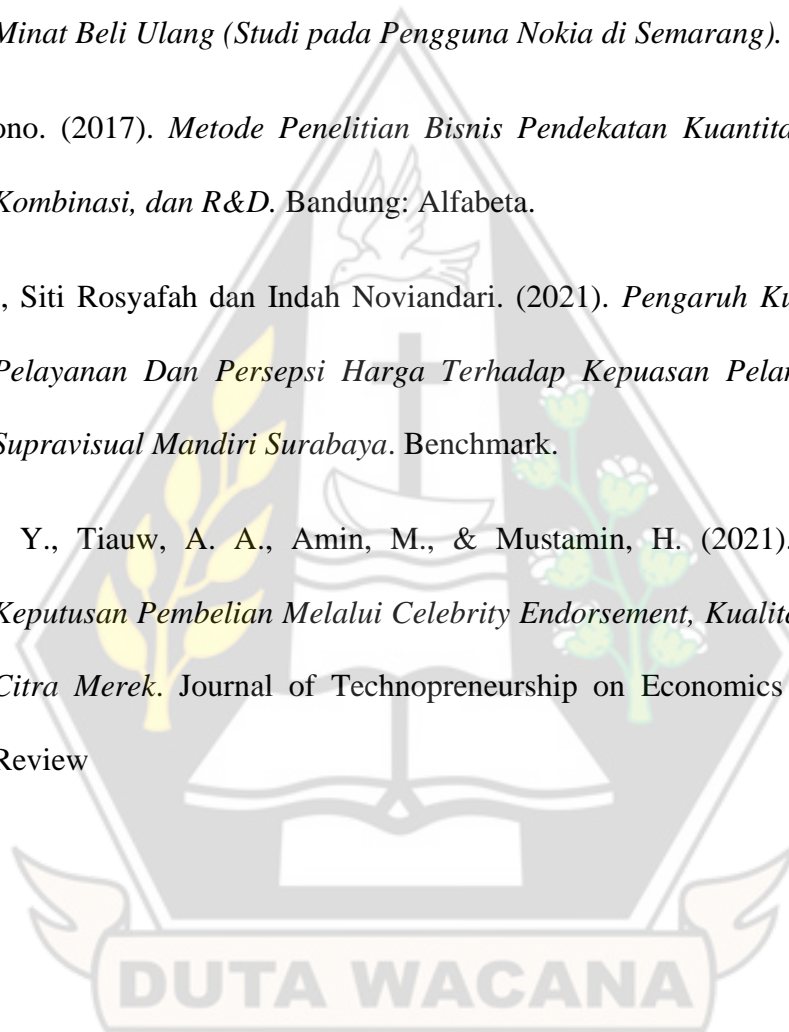 Minat Beli Ulang (Studi pada Pengguna Nokia di Semarang).
ono. (2017). Metode Penelitian Bisnis Pendekatan Kuantita
Kombinasi, dan R&D. Bandung: Alfabeta.
, Siti Rosyafah dan Indah Noviandari. (2021). Pengaruh Ku
Pelayanan Dan Persepsi Harga Terhadap Kepuasan Pelan
Supravisual Mandiri Surabaya. Benchmark.
Y., Tiauw, A. A., Amin, M., & Mustamin, H. (2021).
Keputusan Pembelian Melalui Celebrity Endorsement, Kualita
Citra Merek. Journal of Technopreneurship on Economics
Review
DUTA WACANA